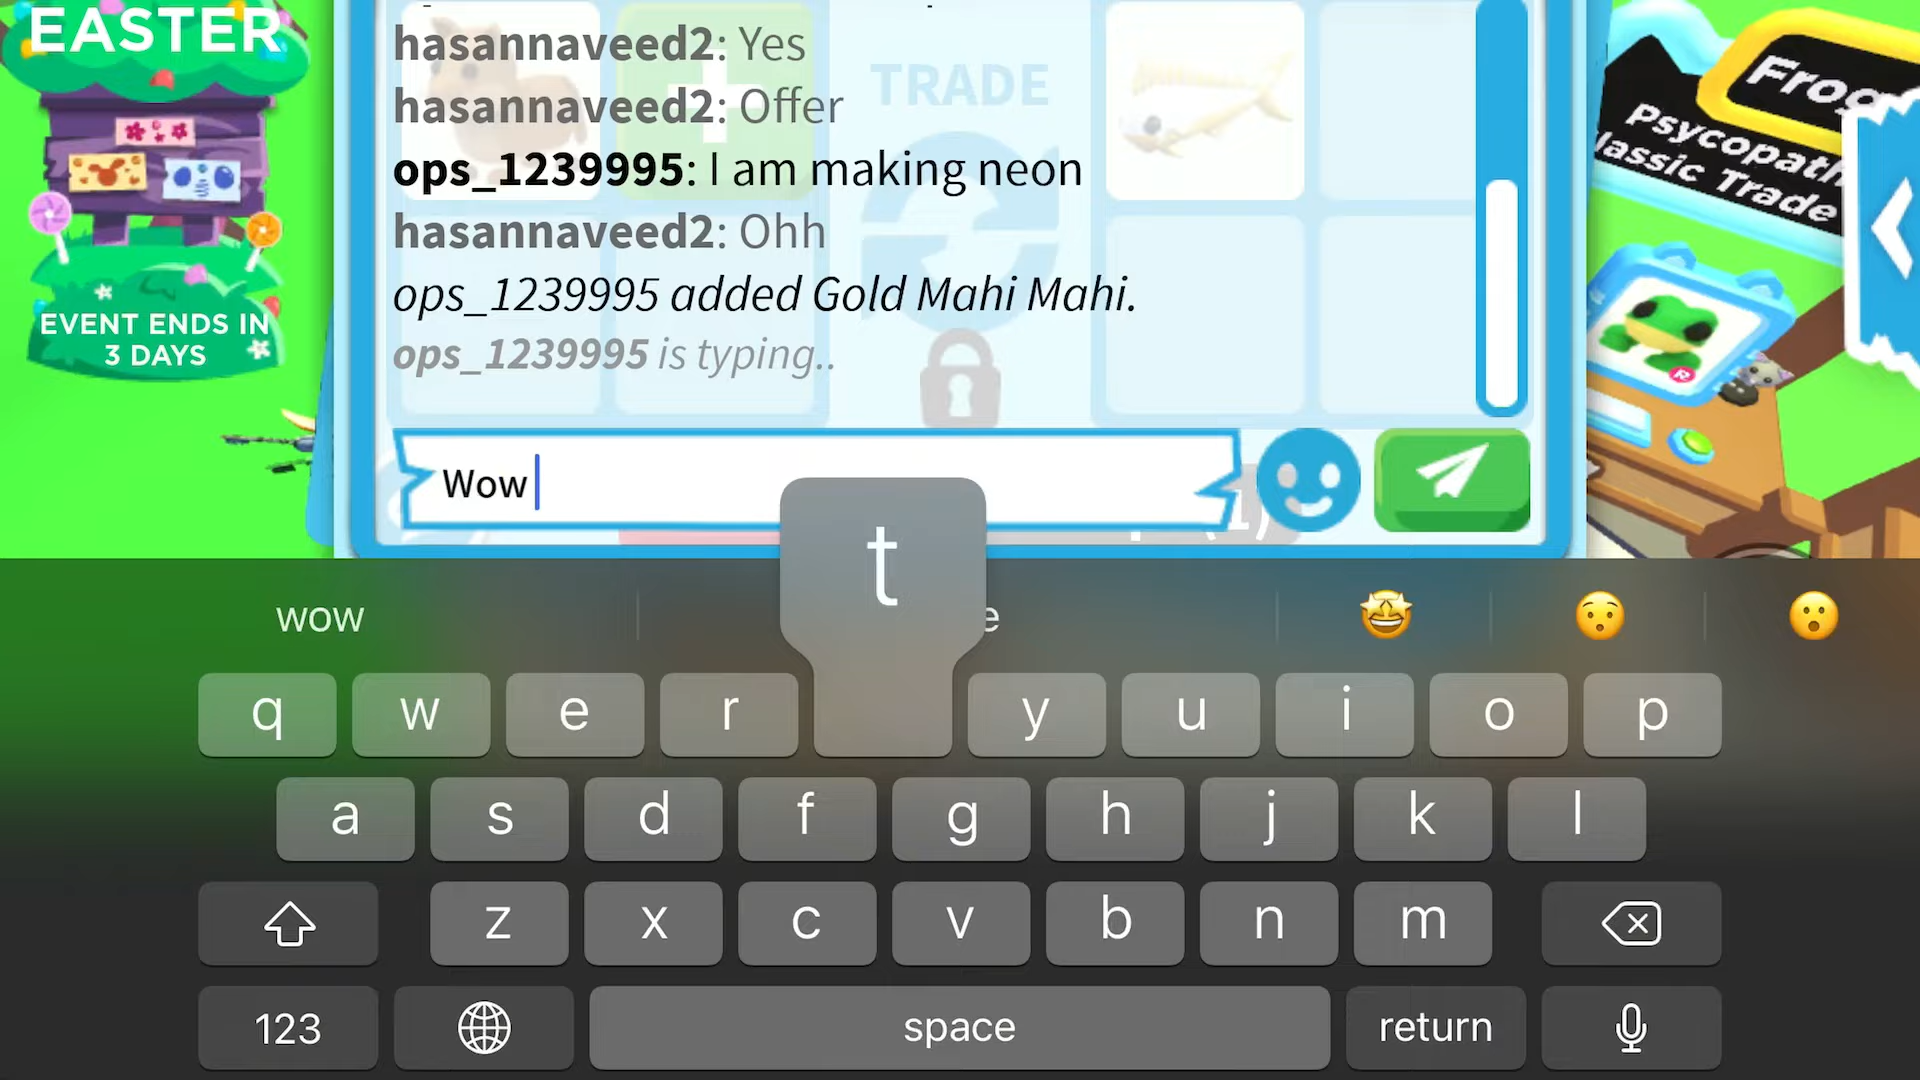 EASTER
EVENT ENDS IN
3 DAYS
hasannaveed2: Yes
hasannaveed2: Offer
TRADE
ops_1239995: I am making neon
hasannaveed2: Ohh
ops_1239995 added Gold Mahi Mahi.
ops_1239995 is typing..
Frog
Psycopath
lassic Trade
R
Wow
wow
e
t
q w e r y u i o p
a s d f g h j k l
z x c v b n m
123 space return